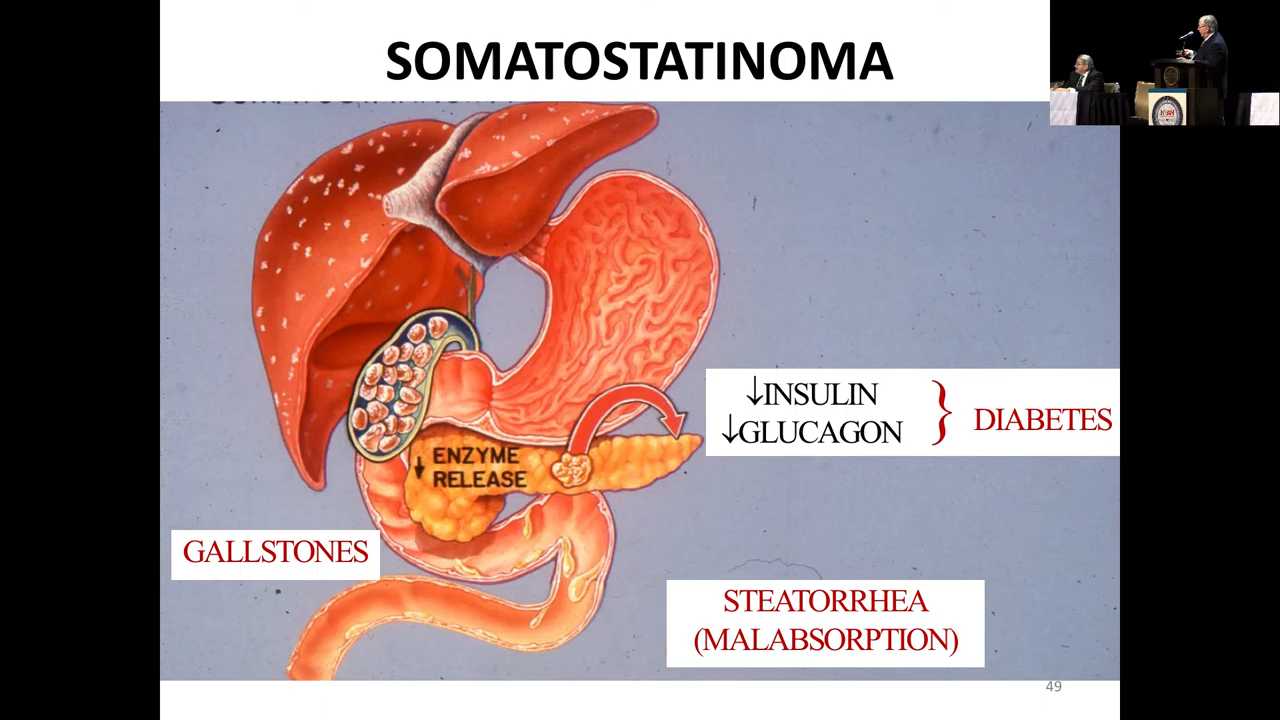 SOMATOSTATINOMA
↓INSULIN
↓GLUCAGON
}
DIABETES
↓ ENZYME
RELEASE
GALLSTONES
STEATORRHEA
(MALABSORPTION)
49